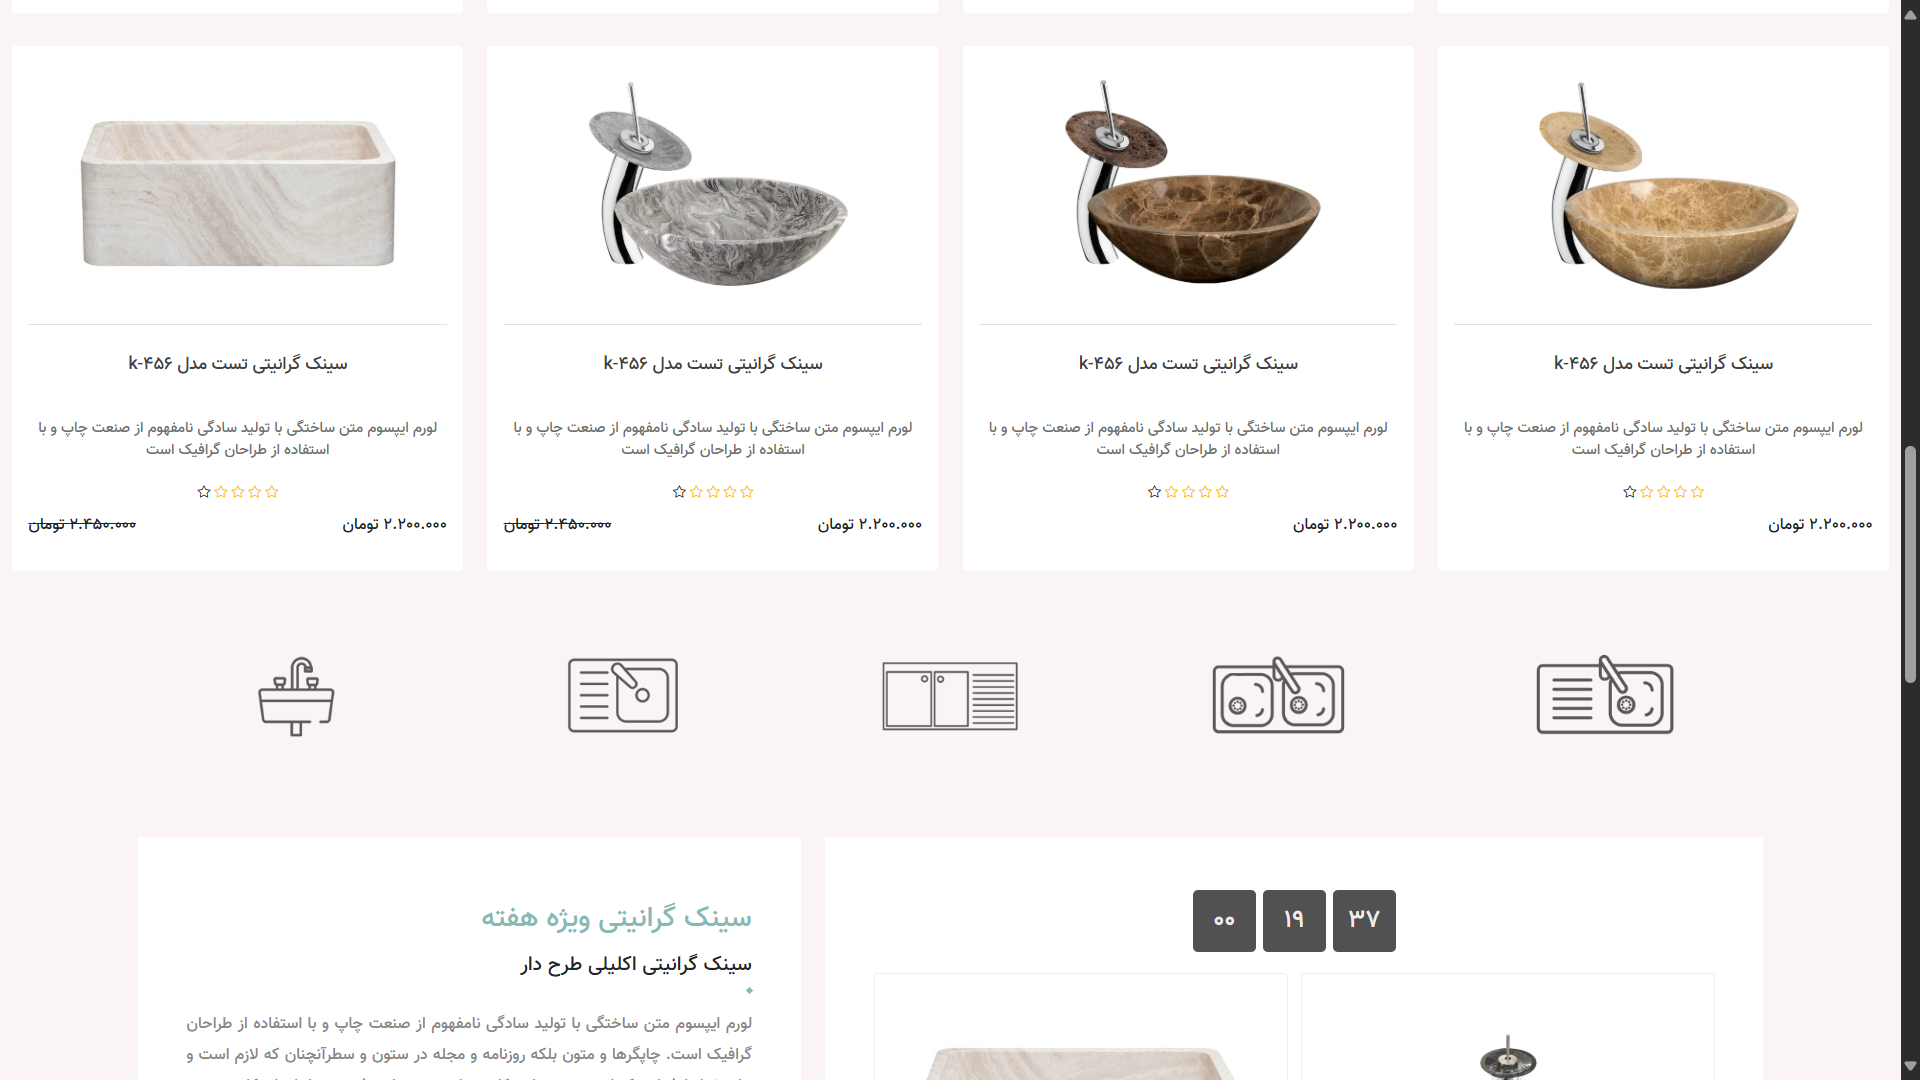 سینک گرانیتی تست مدل k-۴۵۶
لورم ایپسوم متن ساختگی با تولید سادگی نامفهوم از صنعت چاپ و با
استفاده از طراحان گرافیک است
۲.۲۰۰.۰۰۰ تومان
سینک گرانیتی تست مدل k-۴۵۶
لورم ایپسوم متن ساختگی با تولید سادگی نامفهوم از صنعت چاپ و با
استفاده از طراحان گرافیک است
۲.۲۰۰.۰۰۰ تومان
سینک گرانیتی تست مدل k-۴۵۶
لورم ایپسوم متن ساختگی با تولید سادگی نامفهوم از صنعت چاپ و با
استفاده از طراحان گرافیک است
۲.۲۰۰.۰۰۰ تومان ۲.۴۵۰.۰۰۰ تومان
سینک گرانیتی تست مدل k-۴۵۶
لورم ایپسوم متن ساختگی با تولید سادگی نامفهوم از صنعت چاپ و با
استفاده از طراحان گرافیک است
۲.۲۰۰.۰۰۰ تومان ۲.۴۵۰.۰۰۰ تومان
۳۷ ۱۹ ۰۰
سینک گرانیتی ویژه هفته
سینک گرانیتی اکلیلی طرح دار
لورم ایپسوم متن ساختگی با تولید سادگی نامفهوم از صنعت چاپ و با استفاده از طراحان
گرافیک است. چاپگرها و متون بلکه روزنامه و مجله در ستون و سطرآنچنان که لازم است و